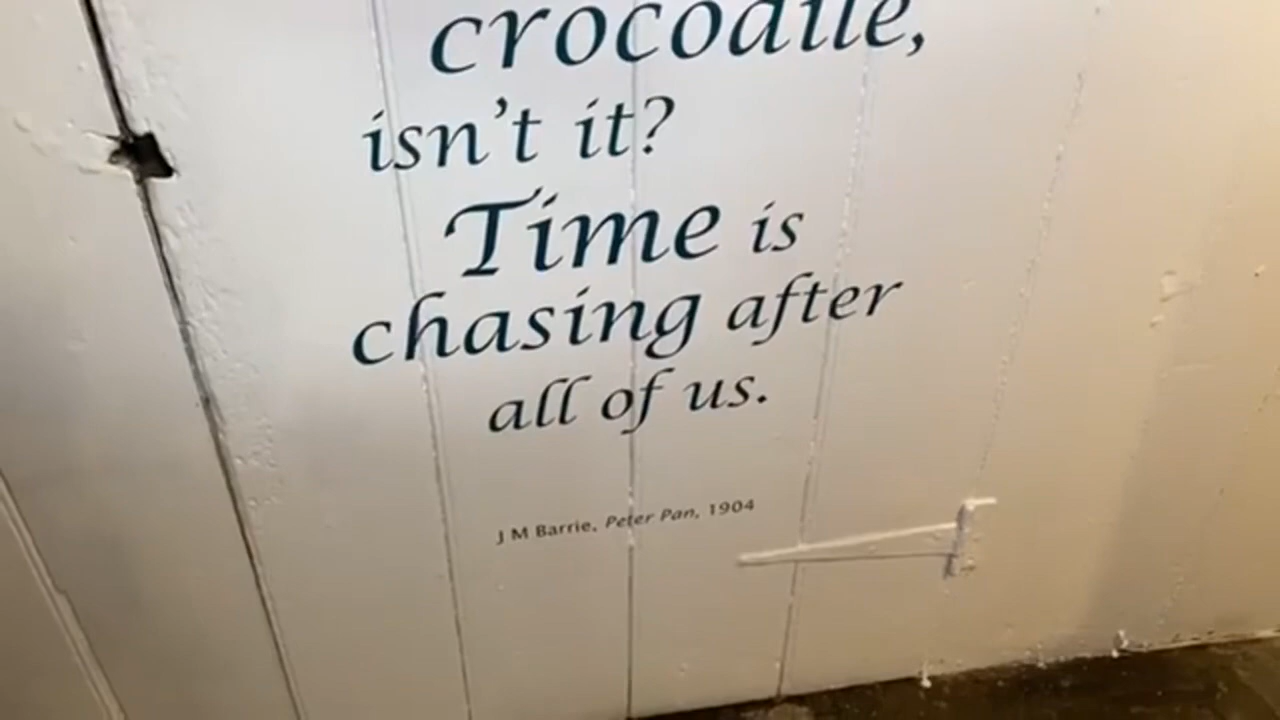 crocodile,
isn't it?
Time is
chasing after
all of us.
J M Barrie, Peter Pan, 1904